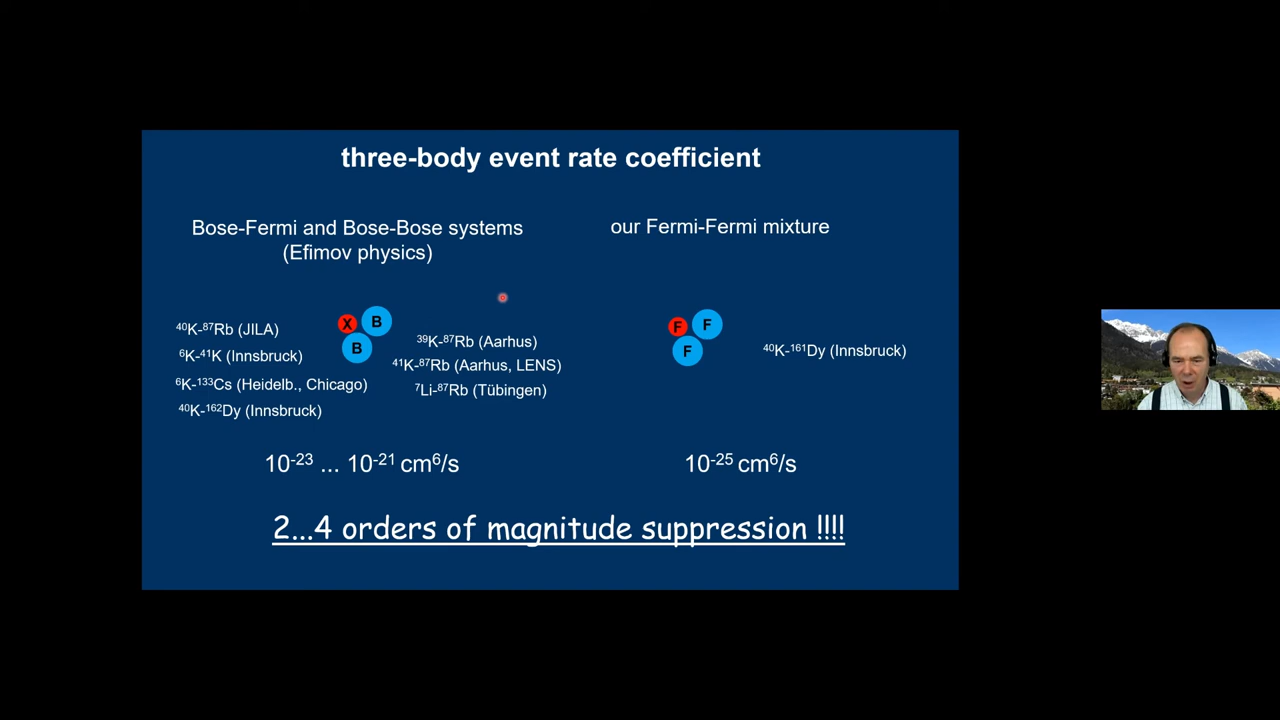 three-body event rate coefficient
Bose-Fermi and Bose-Bose systems
(Efimov physics)
our Fermi-Fermi mixture
⁴⁰K-⁸⁷Rb (JILA)
⁶K-⁴¹K (Innsbruck)
⁶K-¹³³Cs (Heidelb., Chicago)
⁴⁰K-¹⁶²Dy (Innsbruck)
X B
B
³⁹K-⁸⁷Rb (Aarhus)
⁴¹K-⁸⁷Rb (Aarhus, LENS)
⁷Li-⁸⁷Rb (Tübingen)
F F
F
⁴⁰K-¹⁶¹Dy (Innsbruck)
10⁻²³ ... 10⁻²¹ cm⁶/s
10⁻²⁵ cm⁶/s
2...4 orders of magnitude suppression !!!!